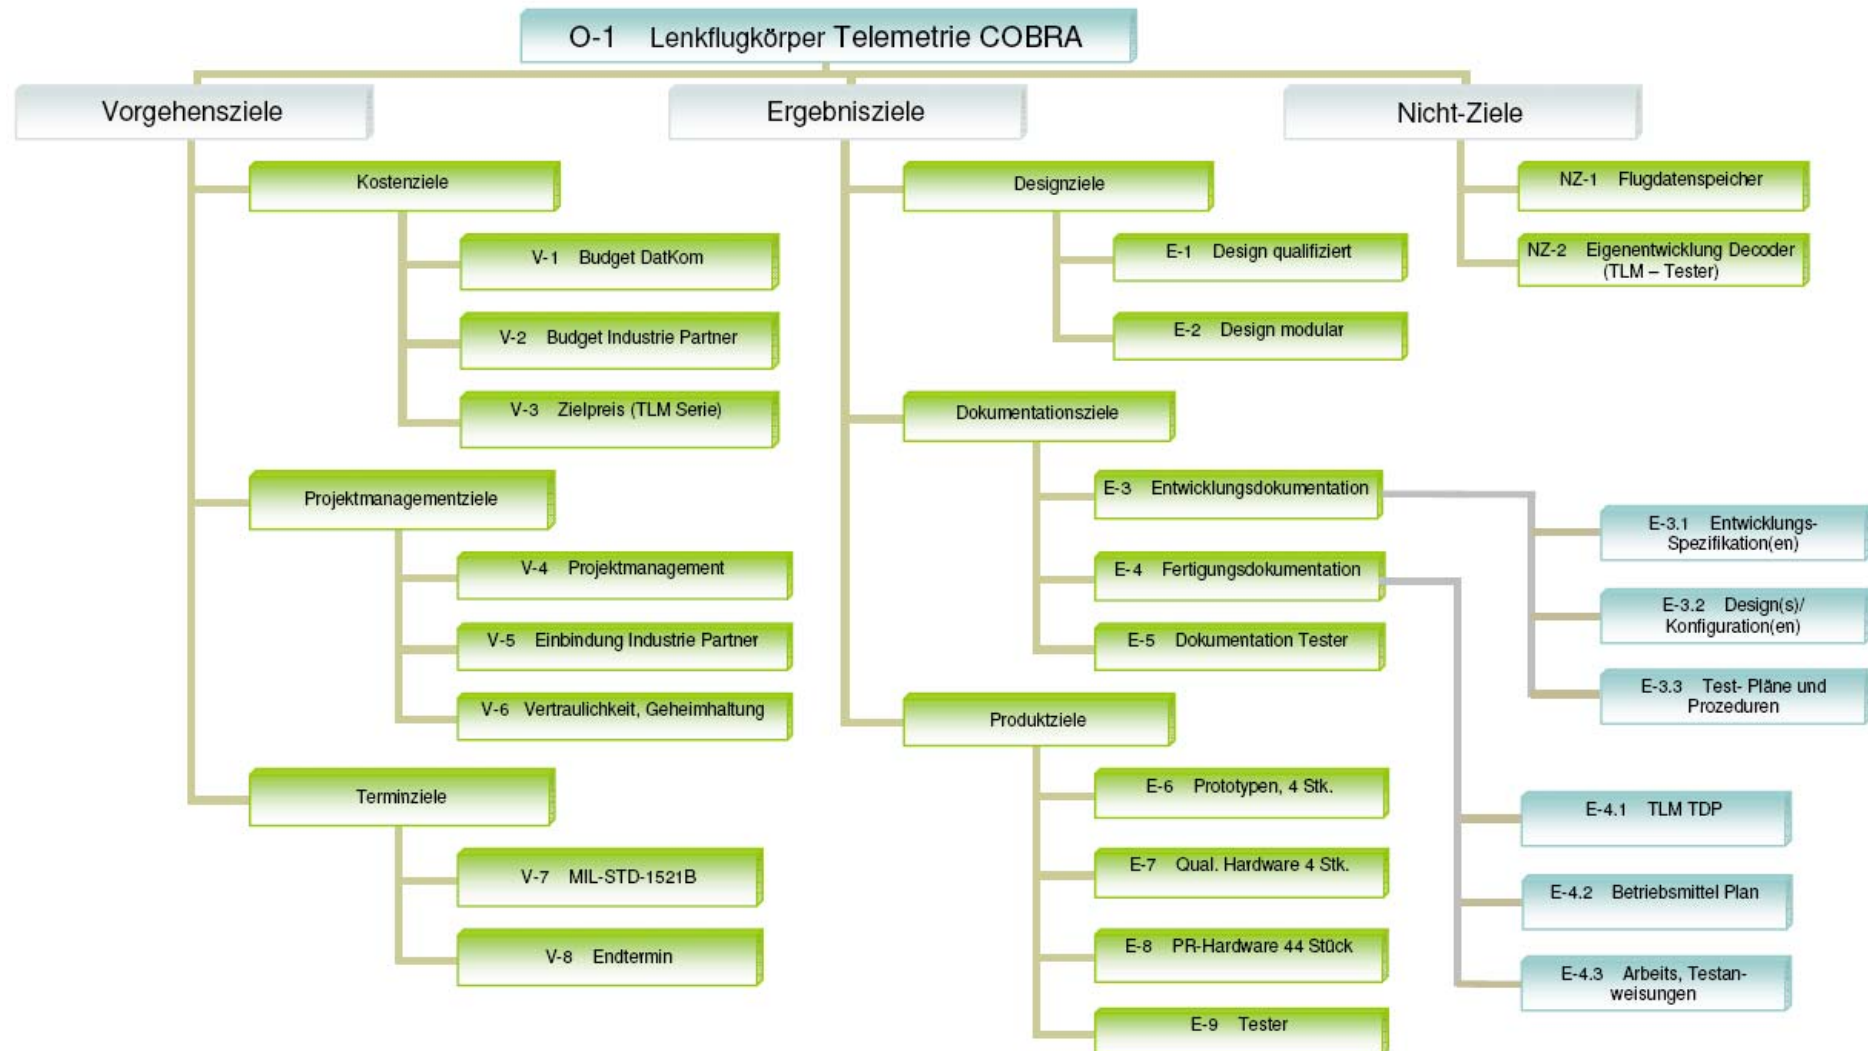 O-1 Lenkflugkörper Telemetrie COBRA
Vorgehensziele
Kostenziele
V-1 Budget DatKom
V-2 Budget Industrie Partner
V-3 Zielpreis (TLM Serie)
Projektmanagementziele
V-4 Projektmanagement
V-5 Einbindung Industrie Partner
V-6 Vertraulichkeit, Geheimhaltung
Terminziele
V-7 MIL-STD-1521B
V-8 Endtermin
Ergebnisziele
Designziele
E-1 Design qualifiziert
E-2 Design modular
Dokumentationsziele
E-3 Entwicklungsdokumentation
E-4 Fertigungsdokumentation
E-5 Dokumentation Tester
E-3.1 Entwicklungs-
Spezifikation(en)
E-3.2 Design(s)/
Konfiguration(en)
E-3.3 Test- Pläne und
Prozeduren
E-4.1 TLM TDP
E-4.2 Betriebsmittel Plan
E-4.3 Arbeits, Testan-
weisungen
Produktziele
E-6 Prototypen, 4 Stk.
E-7 Qual. Hardware 4 Stk.
E-8 PR-Hardware 44 Stück
E-9 Tester
Nicht-Ziele
NZ-1 Flugdatenspeicher
NZ-2 Eigenentwicklung Decoder
(TLM – Tester)